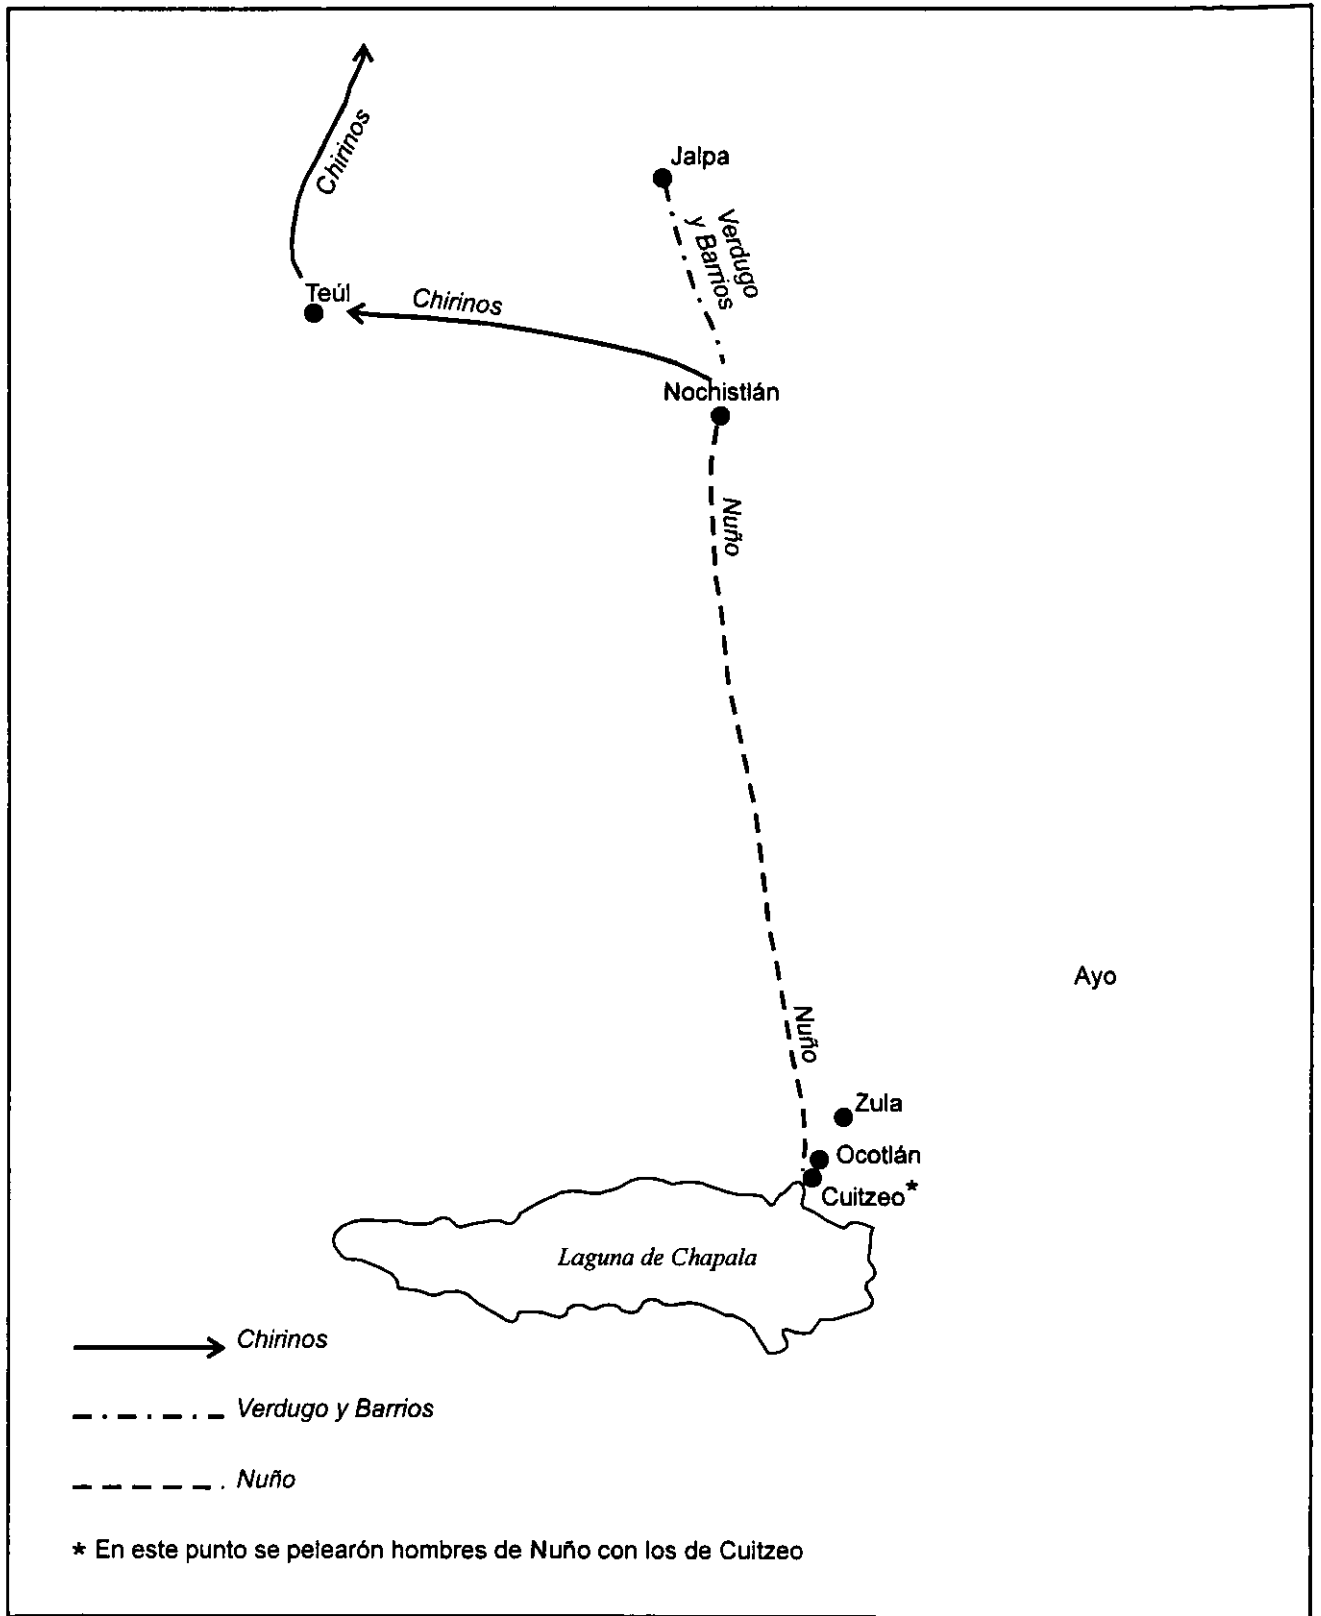 Chirinos
Jalpa
Verdugo
y Barrios
Teúl
Chirinos
Nochistlán
Nuño
Ayo
Nuño
Zula
Ocotlán
Cuitzeo*
Laguna de Chapala
Chirinos
Verdugo y Barrios
Nuño
* En este punto se pelearón hombres de Nuño con los de Cuitzeo